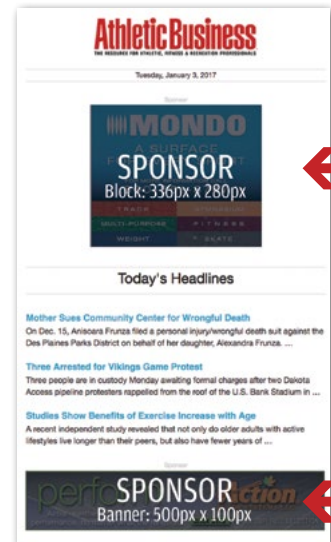 Athletic Business
THE RESOURCE FOR ATHLETIC, FITNESS & RECREATION PROFESSIONALS
Tuesday, January 3, 2017
Sponsor
MONDO
A SURFACE
SPONSOR
Block: 336px x 280px
TRACK
MULTI-PURPOSE FITNESS
WEIGHT SKATE
Today's Headlines
Mother Sues Community Center for Wrongful Death
On Dec. 15, Aniscara Frunza filed a personal injury/wrongful death suit against the
Des Plaines Parks District on behalf of her daughter, Alexandra Frunza. ....
Three Arrested for Vikings Game Protest
Three people are in custody Monday awaiting formal charges after two Dakota
Access pipeline protesters rappelled from the roof of the U.S. Bank Stadium in ...
Studies Show Benefits of Exercise Increase with Age
A recent independent study revealed that not only do older adults with active
lifestyles live longer than their peers, but also have fewer years of ...
Sponsor
SPONSOR
Banner: 500px x 100px